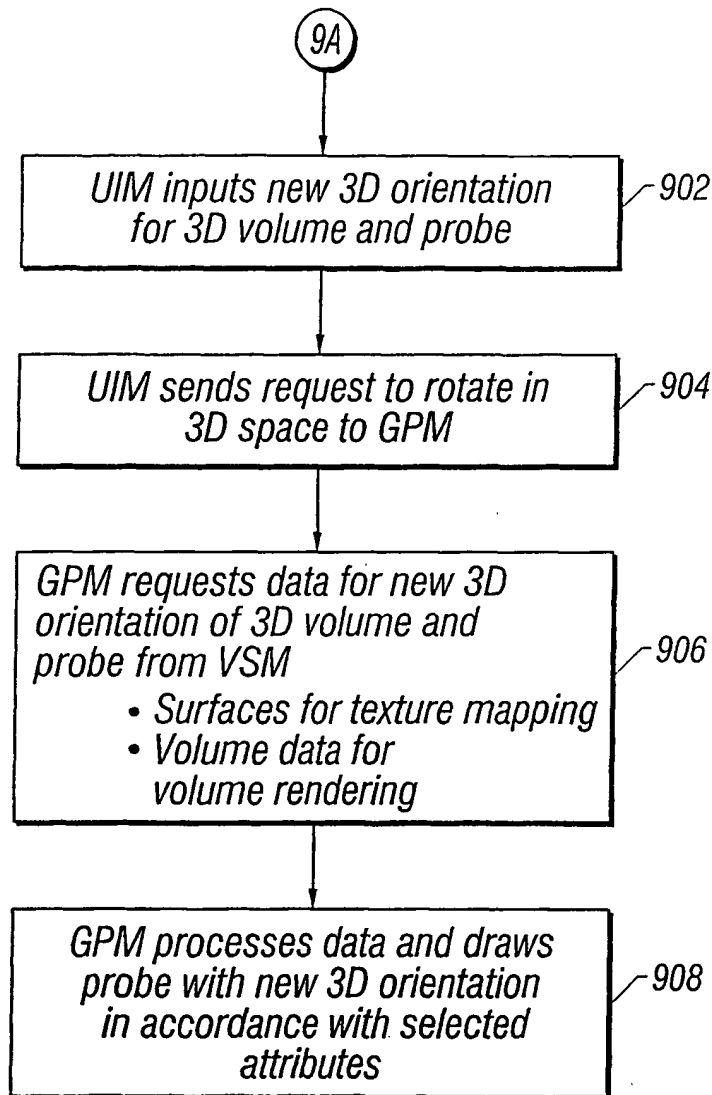 9A
UIM inputs new 3D orientation
for 3D volume and probe
902
UIM sends request to rotate in
3D space to GPM
904
GPM requests data for new 3D
orientation of 3D volume and
probe from VSM
• Surfaces for texture mapping
• Volume data for
volume rendering
906
GPM processes data and draws
probe with new 3D orientation
in accordance with selected
attributes
908